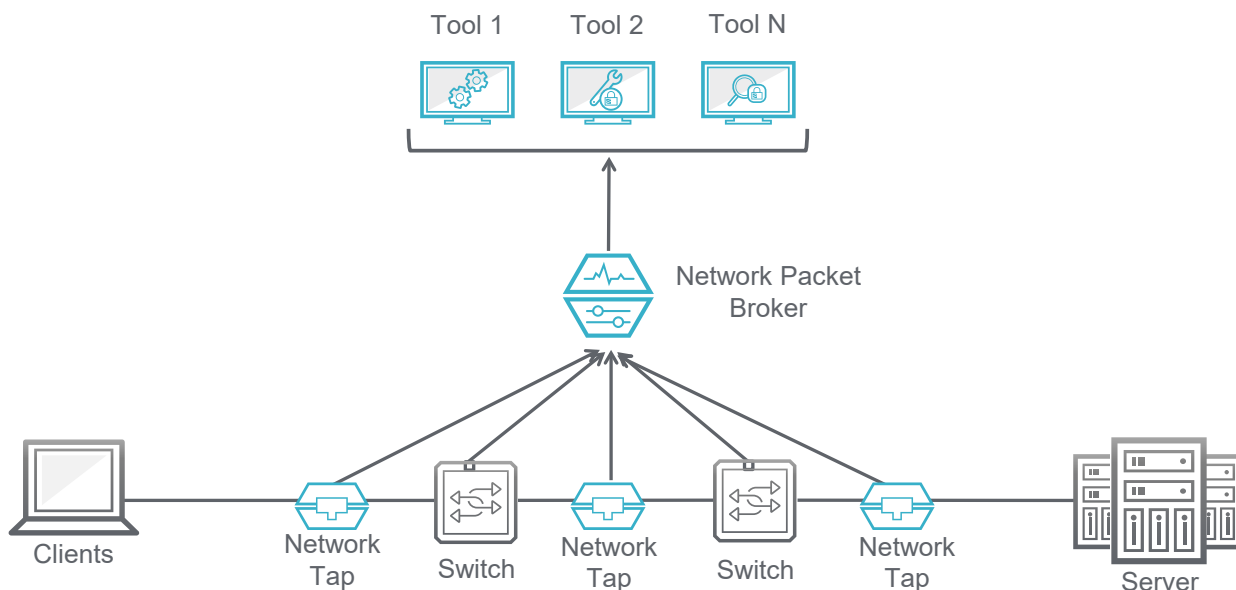 Tool 1
Tool 2
Tool N
Network Packet
Broker
Clients
Network
Tap
Switch
Network
Tap
Switch
Network
Tap
Server